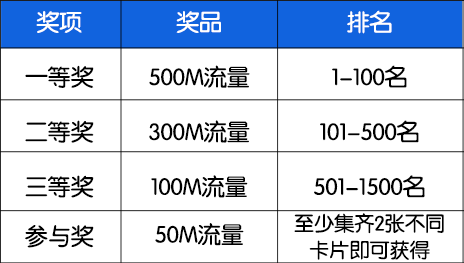 奖项 奖品 排名
一等奖 500M流量 1-100名
二等奖 300M流量 101-500名
三等奖 100M流量 501-1500名
参与奖 50M流量 至少集齐2张不同
卡片即可获得